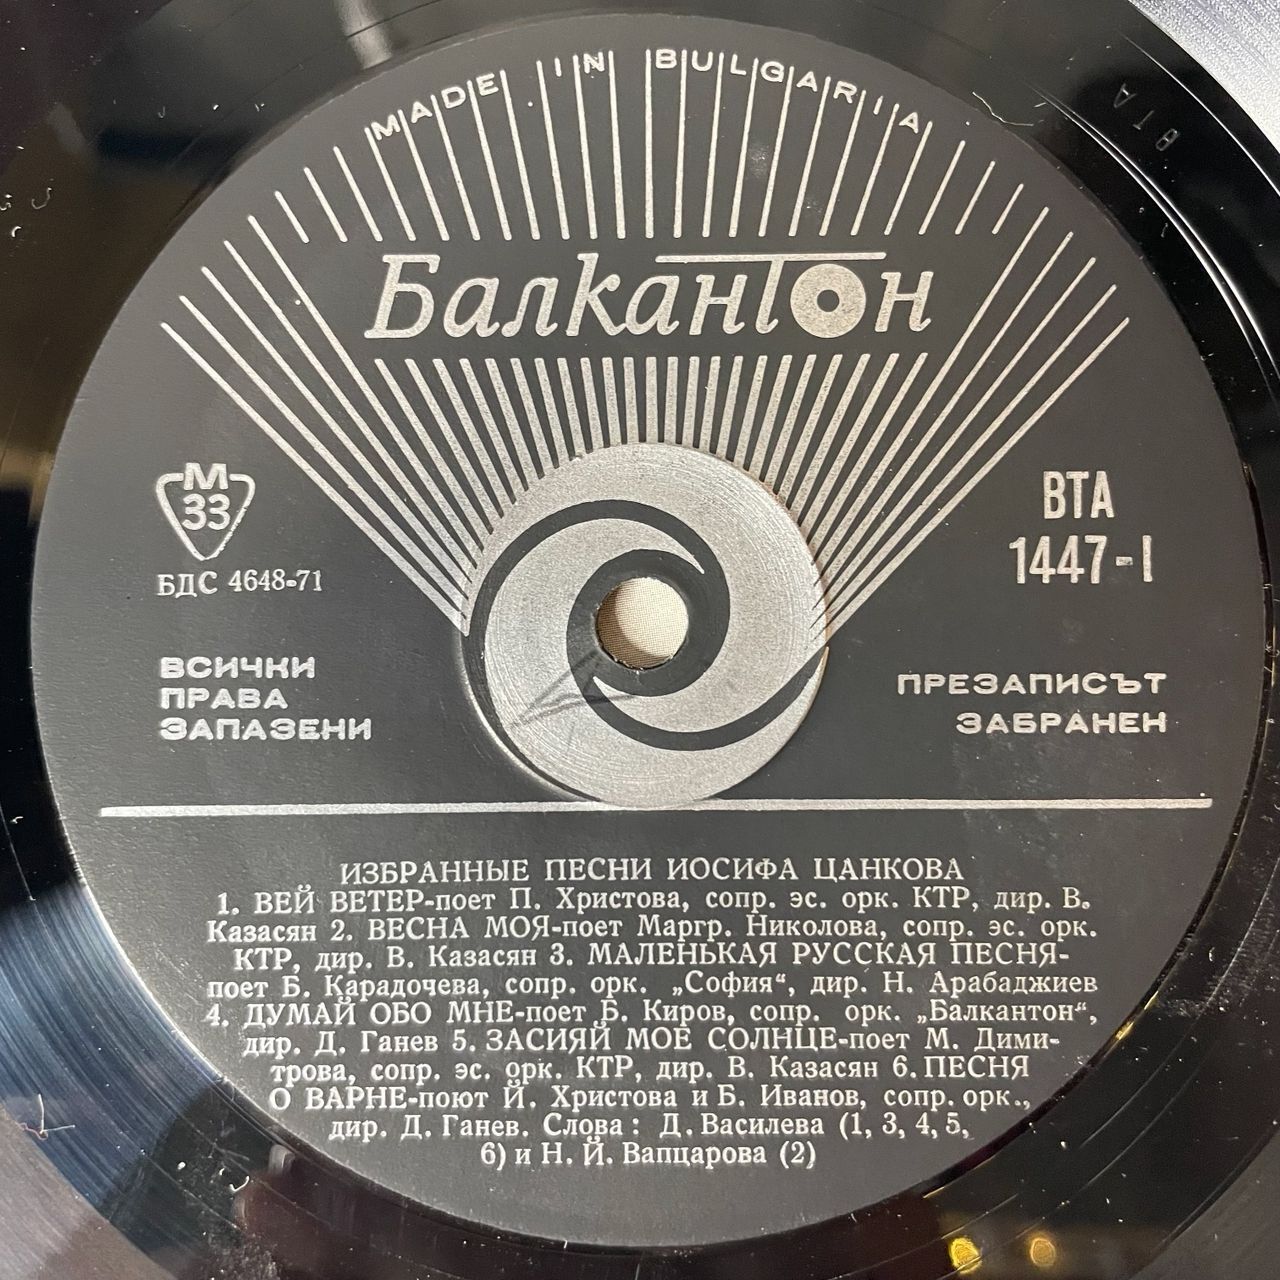 MADE IN BULGARIA
Балкантон
М
33
БДС 4648-71
ВТА
1447-I
ВСИЧКИ
ПРАВА
ЗАПАЗЕНИ
ПРЕЗАПИСЪТ
ЗАБРАНЕН
ИЗБРАННЫЕ ПЕСНИ ИОСИФА ЦАНКОВА
1. ВЕЙ ВЕТЕР-поет П. Христова, сопр. эс. орк. КТР, дир. В.
Казасян 2. ВЕСНА МОЯ-поет Маргр. Николова, сопр. эс. орк.
КТР, дир. В. Казасян 3. МАЛЕНЬКАЯ РУССКАЯ ПЕСНЯ-
поет Б. Карадочева, сопр. орк. „София“, дир. Н. Арабаджиев
4. ДУМАЙ ОБО МНЕ-поет Б. Киров, сопр. орк. „Балкантон“,
дир. Д. Ганев 5. ЗАСИЯЙ МОЕ СОЛНЦЕ-поет М. Дими-
трова, сопр. эс. орк. КТР, дир. В. Казасян 6. ПЕСНЯ
О ВАРНЕ-поют Й. Христова и Б. Иванов, сопр. орк.,
дир. Д. Ганев. Слова: Д. Василева (1, 3, 4, 5,
6) и Н. Й. Вапцарова (2)
ВТА